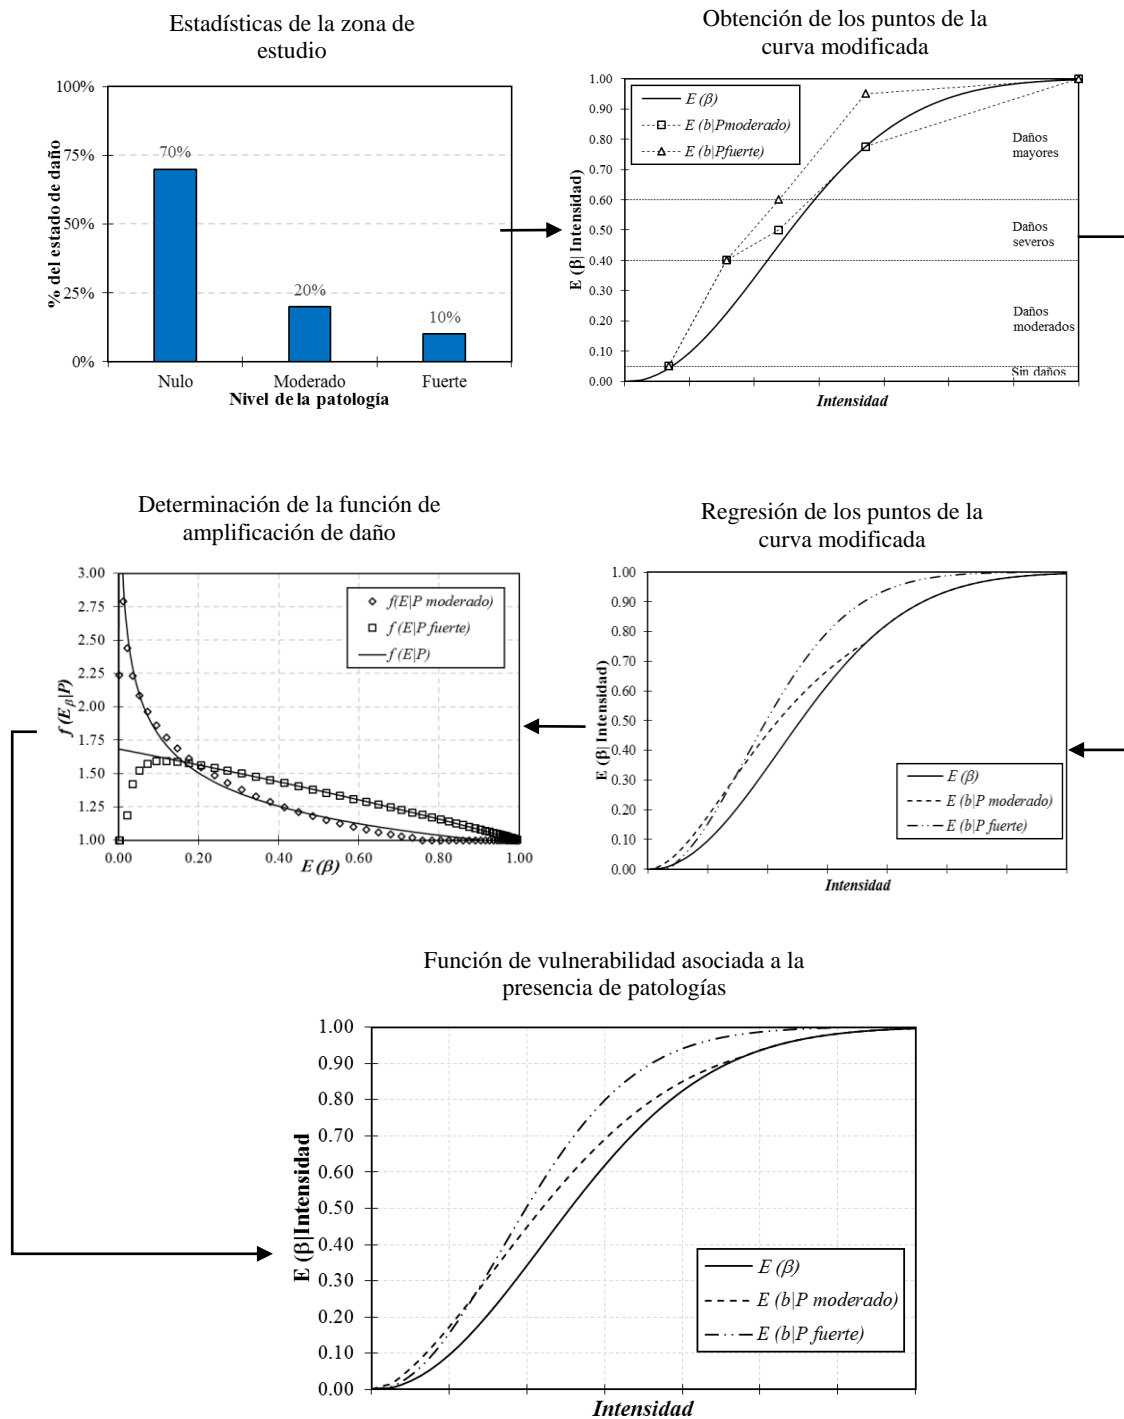 Estadísticas de la zona de
estudio
100%
75%
50%
25%
0%
% del estado de daño
70%
20%
10%
Nulo
Moderado
Fuerte
Nivel de la patología
Obtención de los puntos de la
curva modificada
1.00
0.90
0.80
0.70
0.60
0.50
0.40
0.30
0.20
0.10
0.00
E (β| Intensidad)
E (β)
E (b|Pmoderado)
E (b|Pfuerte)
Daños
mayores
Daños
severos
Daños
moderados
Sin daños
Intensidad
Determinación de la función de
amplificación de daño
3.00
2.75
2.50
2.25
2.00
1.75
1.50
1.25
1.00
f (Eβ|P)
f(E|P moderado)
f (E|P fuerte)
f (E|P)
0.00
0.20
0.40
0.60
0.80
1.00
E (β)
Regresión de los puntos de la
curva modificada
1.00
0.90
0.80
0.70
0.60
0.50
0.40
0.30
0.20
0.10
0.00
E (β| Intensidad)
E (β)
E (b|P moderado)
E (b|P fuerte)
Intensidad
Función de vulnerabilidad asociada a la
presencia de patologías
1.00
0.90
0.80
0.70
0.60
0.50
0.40
0.30
0.20
0.10
0.00
E (β|Intensidad
E (β)
E (b|P moderado)
E (b|P fuerte)
Intensidad